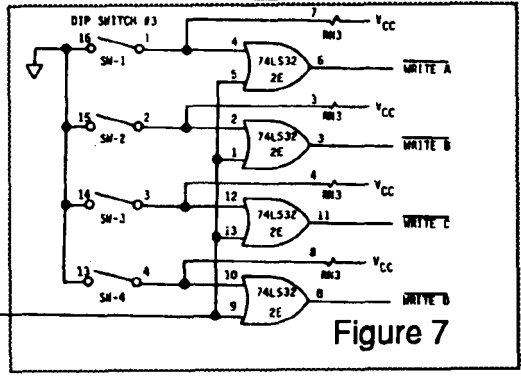 DIP SWITCH #3
7
VCC
RN3
16
1
SW-1
4
5
74LS32
2E
6
WRITE A
3
VCC
RN3
15
2
SW-2
2
1
74LS32
2E
3
WRITE B
4
VCC
RN3
14
3
SW-3
12
13
74LS32
2E
11
WRITE C
8
VCC
RN3
13
4
SW-4
10
9
74LS32
2E
8
WRITE D
Figure 7